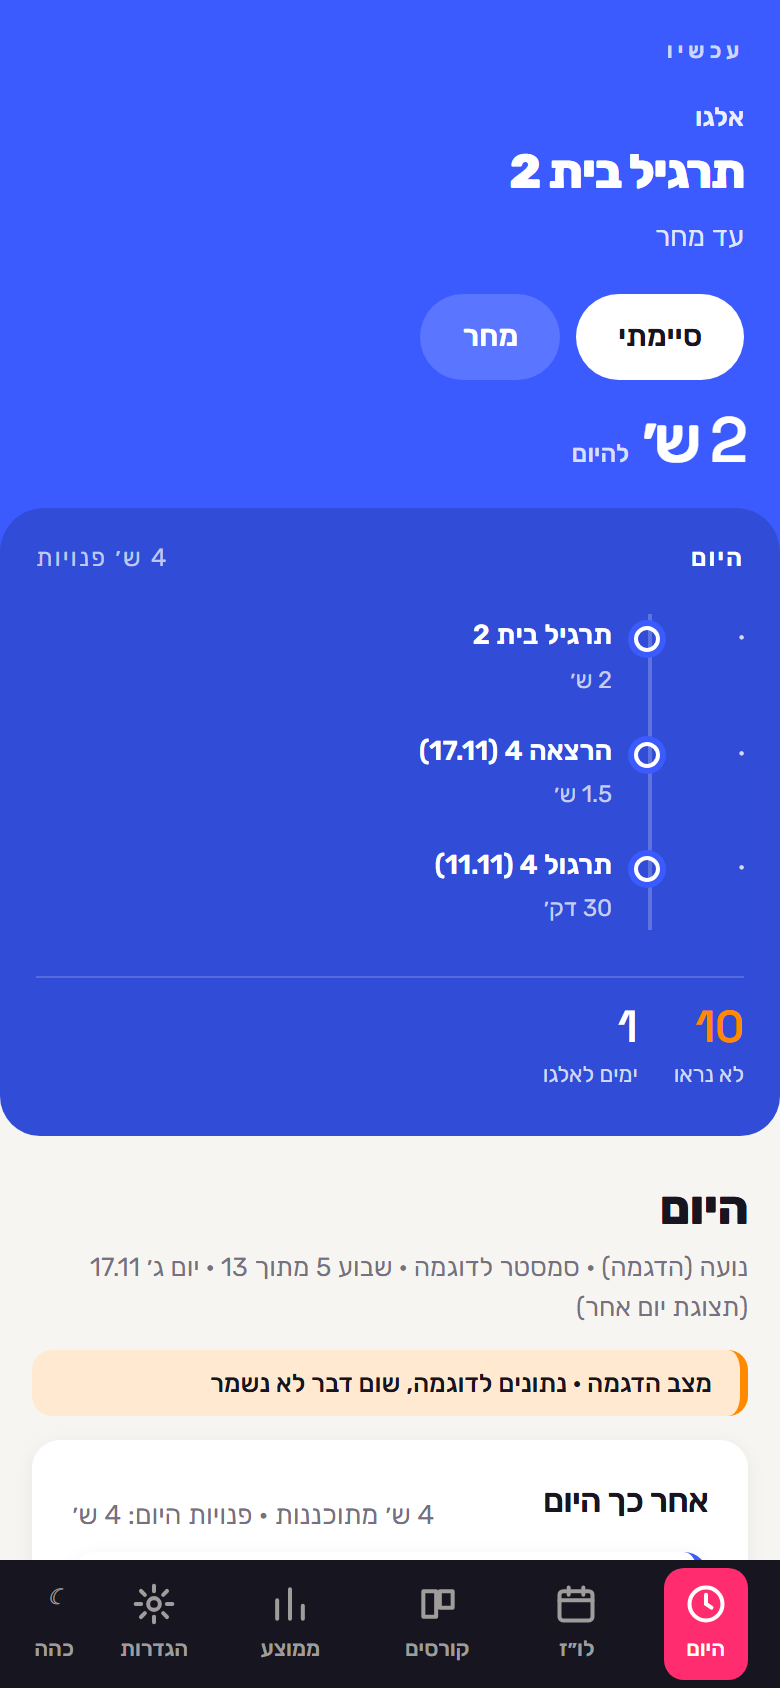 עכשיו
אלגו
תרגיל בית 2
עד מחר
סיימתי
מחר
2 ש׳ להיום
היום
4 ש׳ פנויות
תרגיל בית 2
2 ש׳
הרצאה 4 (17.11)
1.5 ש׳
תרגול 4 (11.11)
30 דק׳
10
לא נראו
1
ימים לאלגו
היום
נועה (הדגמה) • סמסטר לדוגמה • שבוע 5 מתוך 13 • יום ג׳ 17.11
(תצוגת יום אחר)
מצב הדגמה • נתונים לדוגמה, שום דבר לא נשמר
אחר כך היום
4 ש׳ מתוכננות • פנויות היום: 4 ש׳
היום
לו״ז
קורסים
ממוצע
הגדרות
כהה